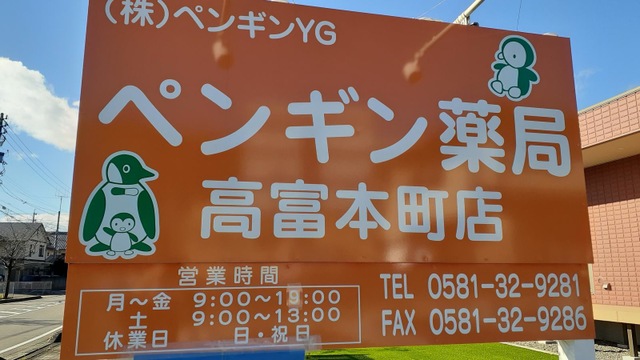 (株)ペンギンYG
ペンギン薬局
高富本町店
営業時間
月~金 9:00~19:00
土 9:00~13:00
休業日 日・祝日
TEL 0581-32-9281
FAX 0581-32-9286